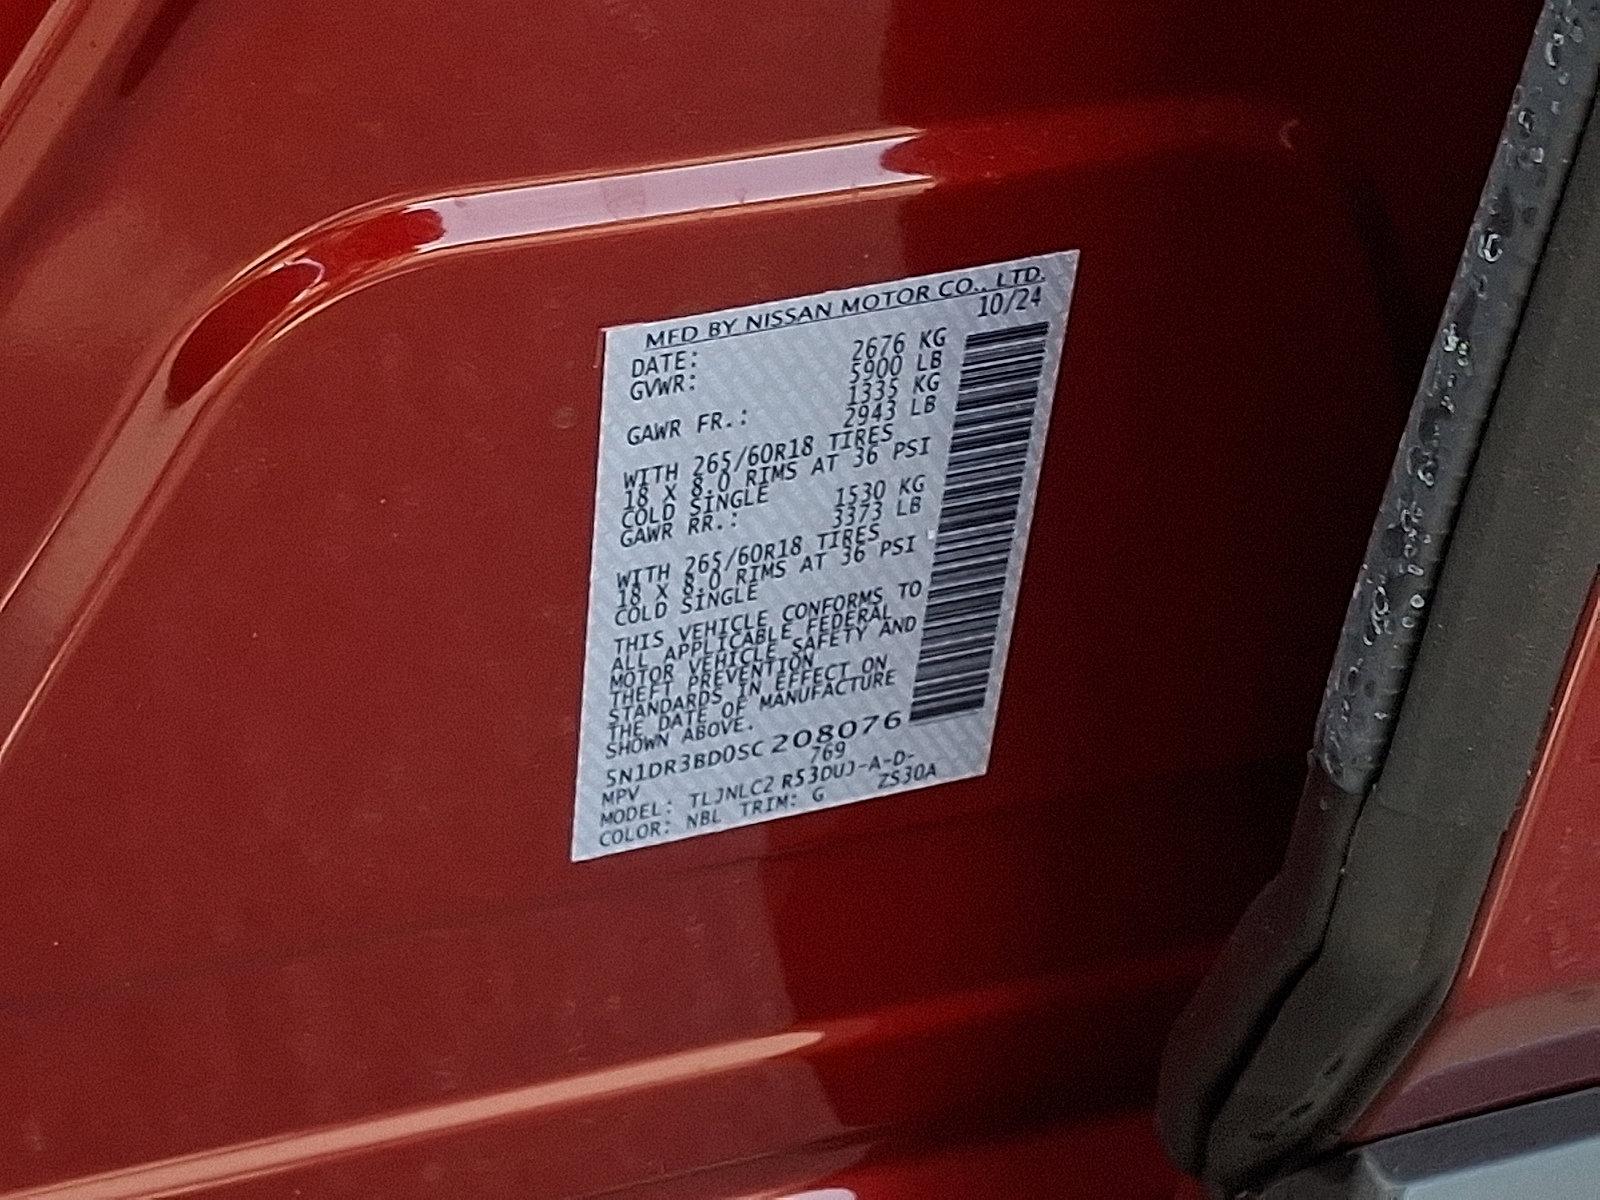 MFD BY NISSAN MOTOR CO., LTD.
DATE: 10/24
GVWR: 2676 KG
5900 LB
GAWR FR.: 1335 KG
2943 LB
WITH 265/60R18 TIRES
18 X 8.0 RIMS AT 36 PSI
COLD SINGLE
GAWR RR.: 1530 KG
3373 LB
WITH 265/60R18 TIRES
18 X 8.0 RIMS AT 36 PSI
COLD SINGLE
THIS VEHICLE CONFORMS TO
ALL APPLICABLE FEDERAL
MOTOR VEHICLE SAFETY AND
THEFT PREVENTION
STANDARDS IN EFFECT ON
THE DATE OF MANUFACTURE
SHOWN ABOVE.
5N1DR3BD0SC208076
MPV 769
MODEL: TLJNLC2 R53DUJ-A-D-
COLOR: NBL TRIM: G ZS30A